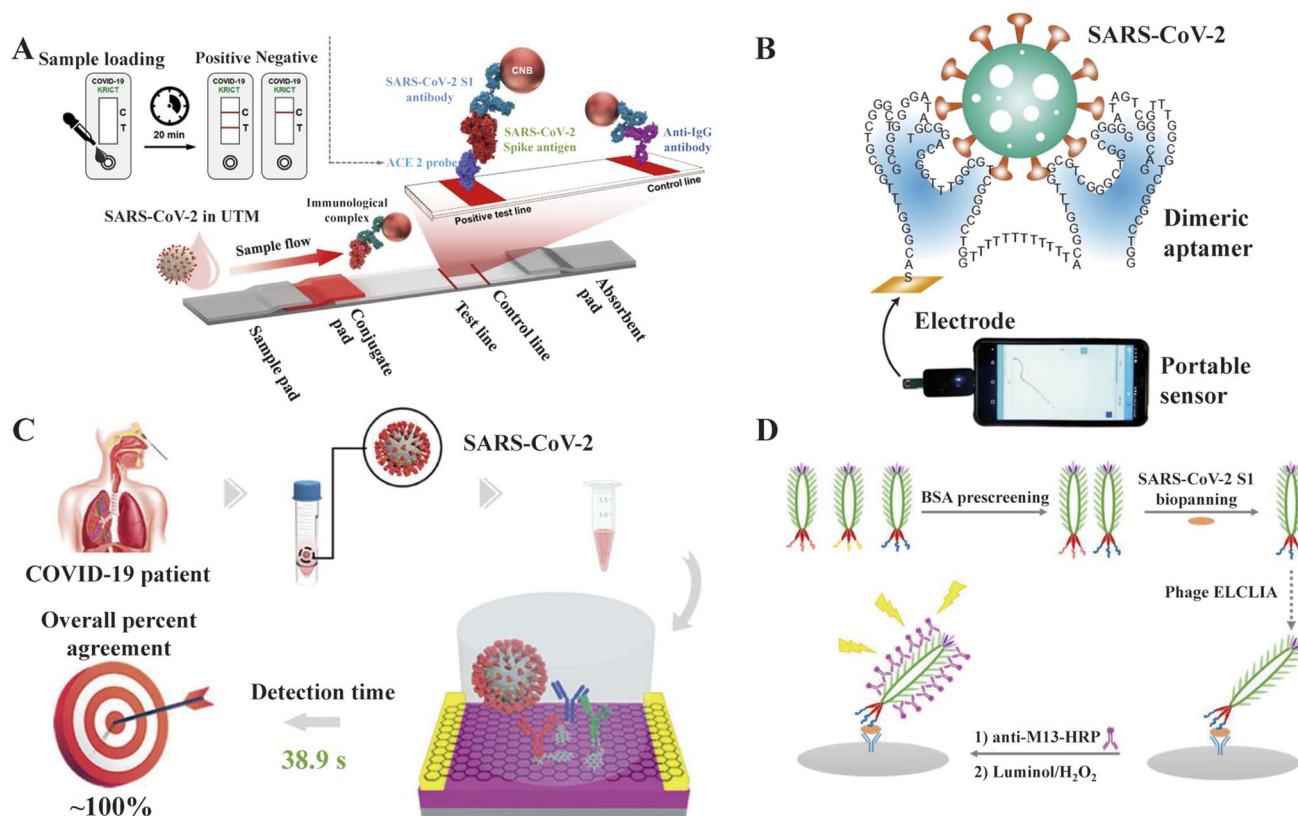 A
Sample loading
Positive Negative
COVID-19
KRICT
C
T
20 min
COVID-19
KRICT
COVID-19
KRICT
C
T
CNB
SARS-CoV-2 S1
antibody
SARS-CoV-2
Spike antigen
Anti-IgG
antibody
ACE 2 probe
Positive test line
Control line
SARS-CoV-2 in UTM
Immunological
complex
Sample flow
Sample pad
Conjugate
pad
Test line
Control line
Absorbent
pad
B
SARS-CoV-2
Dimeric
aptamer
Electrode
Portable
sensor
C
SARS-CoV-2
COVID-19 patient
Overall percent
agreement
Detection time
38.9 s
~100%
D
BSA prescreening
SARS-CoV-2 S1
biopanning
Phage ELCLIA
1) anti-M13-HRP
2) Luminol/H₂O₂